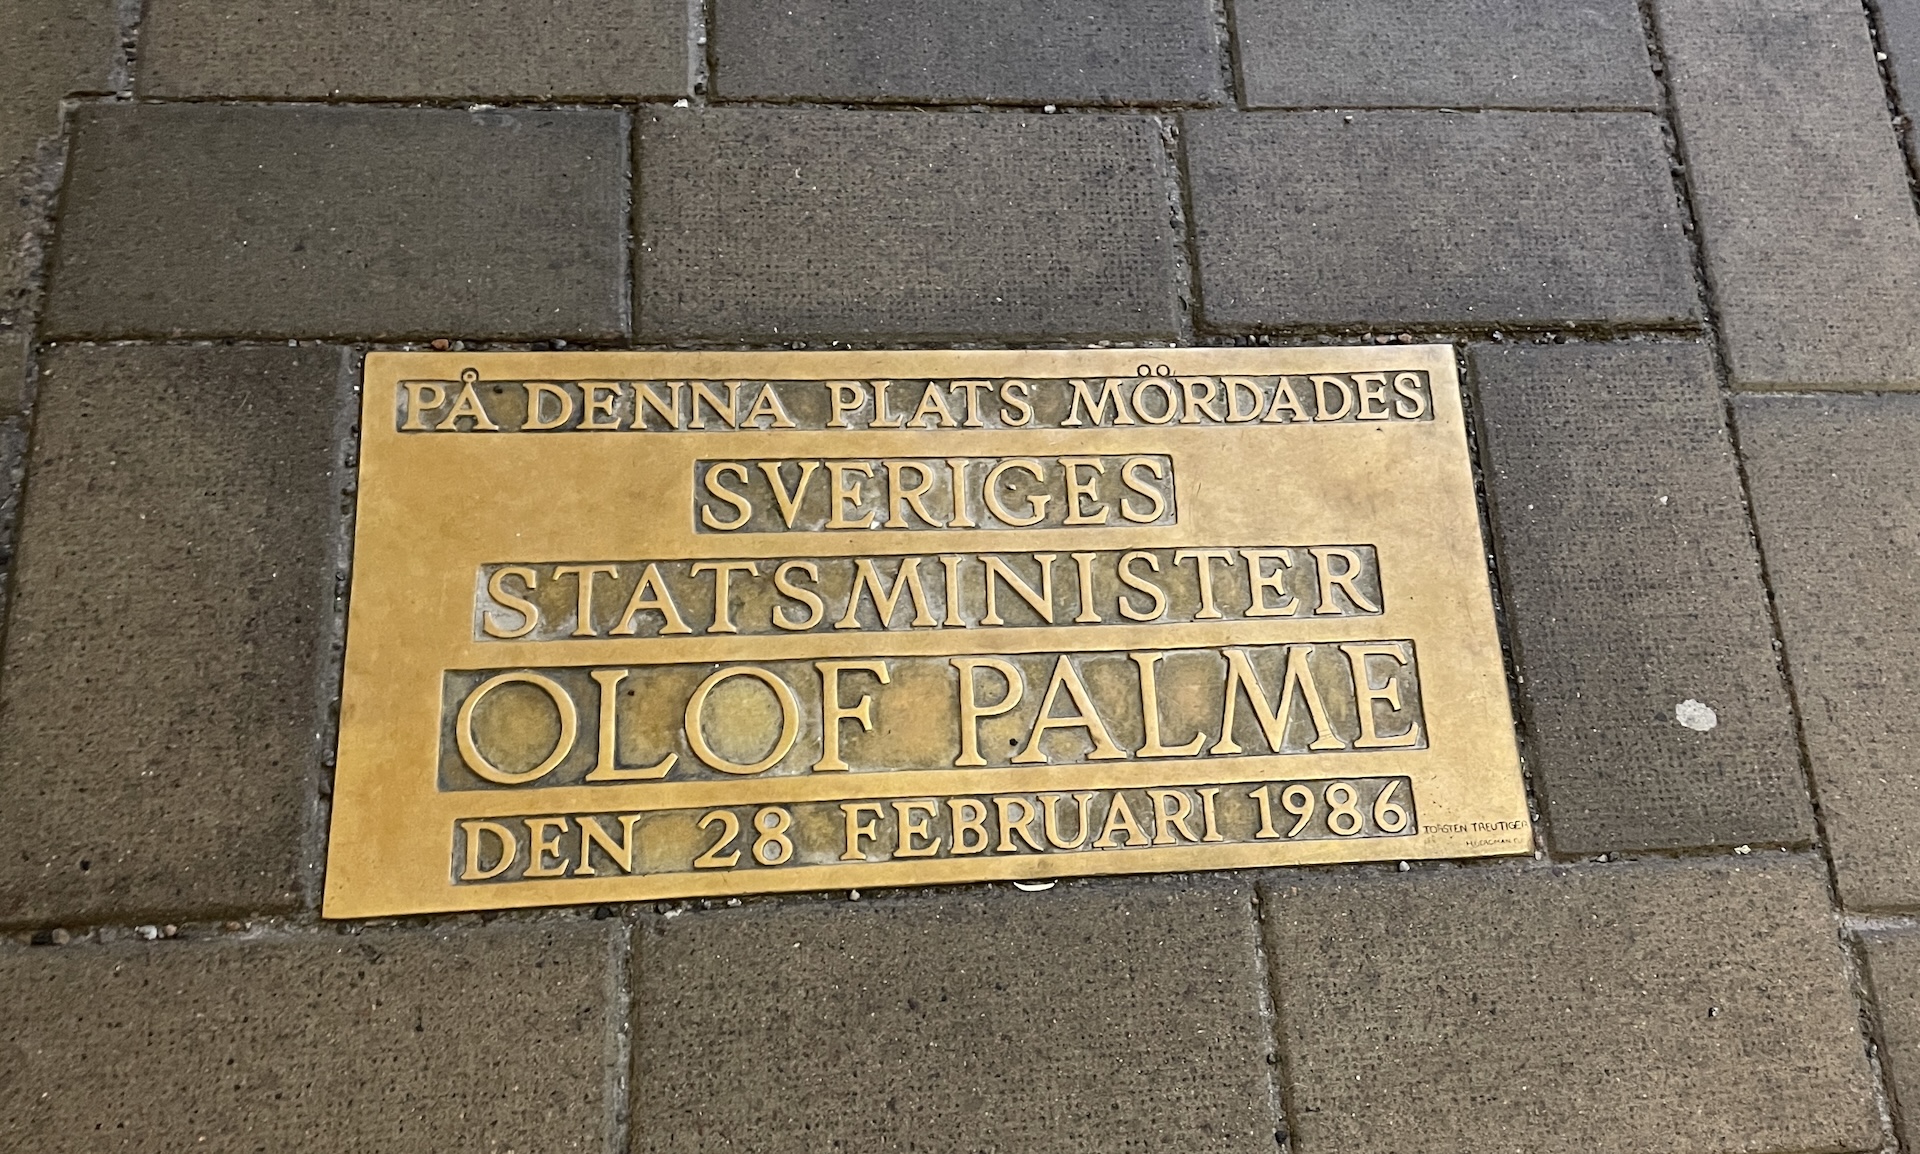 PÅ DENNA PLATS MÖRDADES
SVERIGES
STATSMINISTER
OLOF PALME
DEN 28 FEBRUARI 1986
TORSTEN TREUTIGER